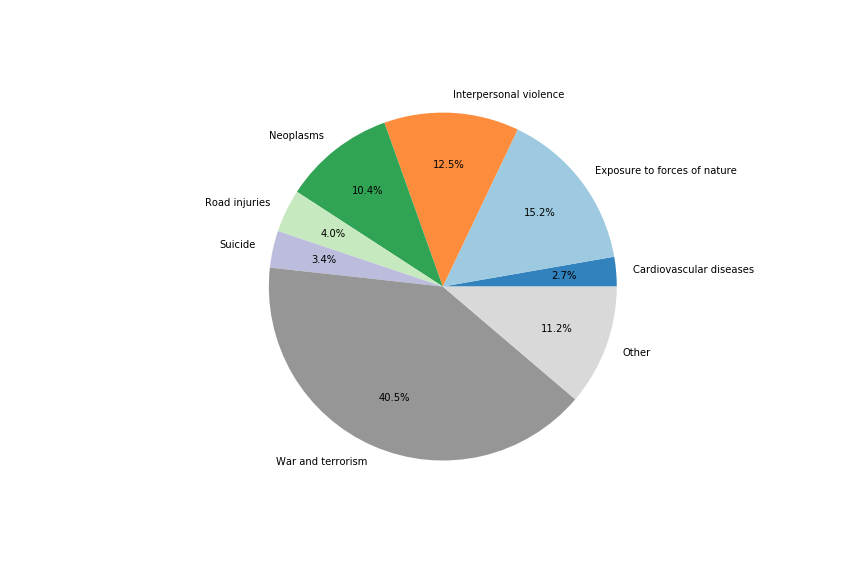 Interpersonal violence
Neoplasms
12.5%
Exposure to forces of nature
10.4%
Road injuries
15.2%
4.0%
Suicide
3.4%
Cardiovascular diseases
2.7%
11.2%
Other
40.5%
War and terrorism